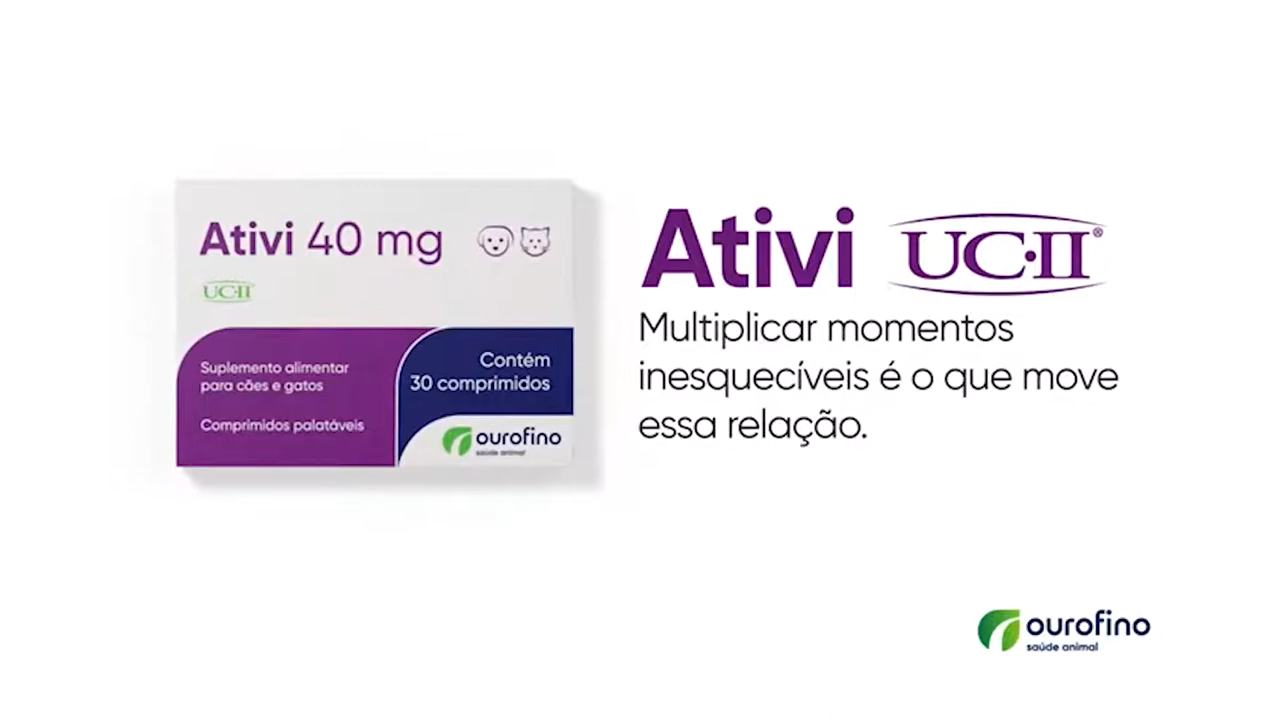 Ativi 40 mg
UC·II
Suplemento alimentar
para cães e gatos
Comprimidos palatáveis
Contém
30 comprimidos
ourofino
saúde animal
Ativi UC·II®
Multiplicar momentos
inesquecíveis é o que move
essa relação.
ourofino
saúde animal